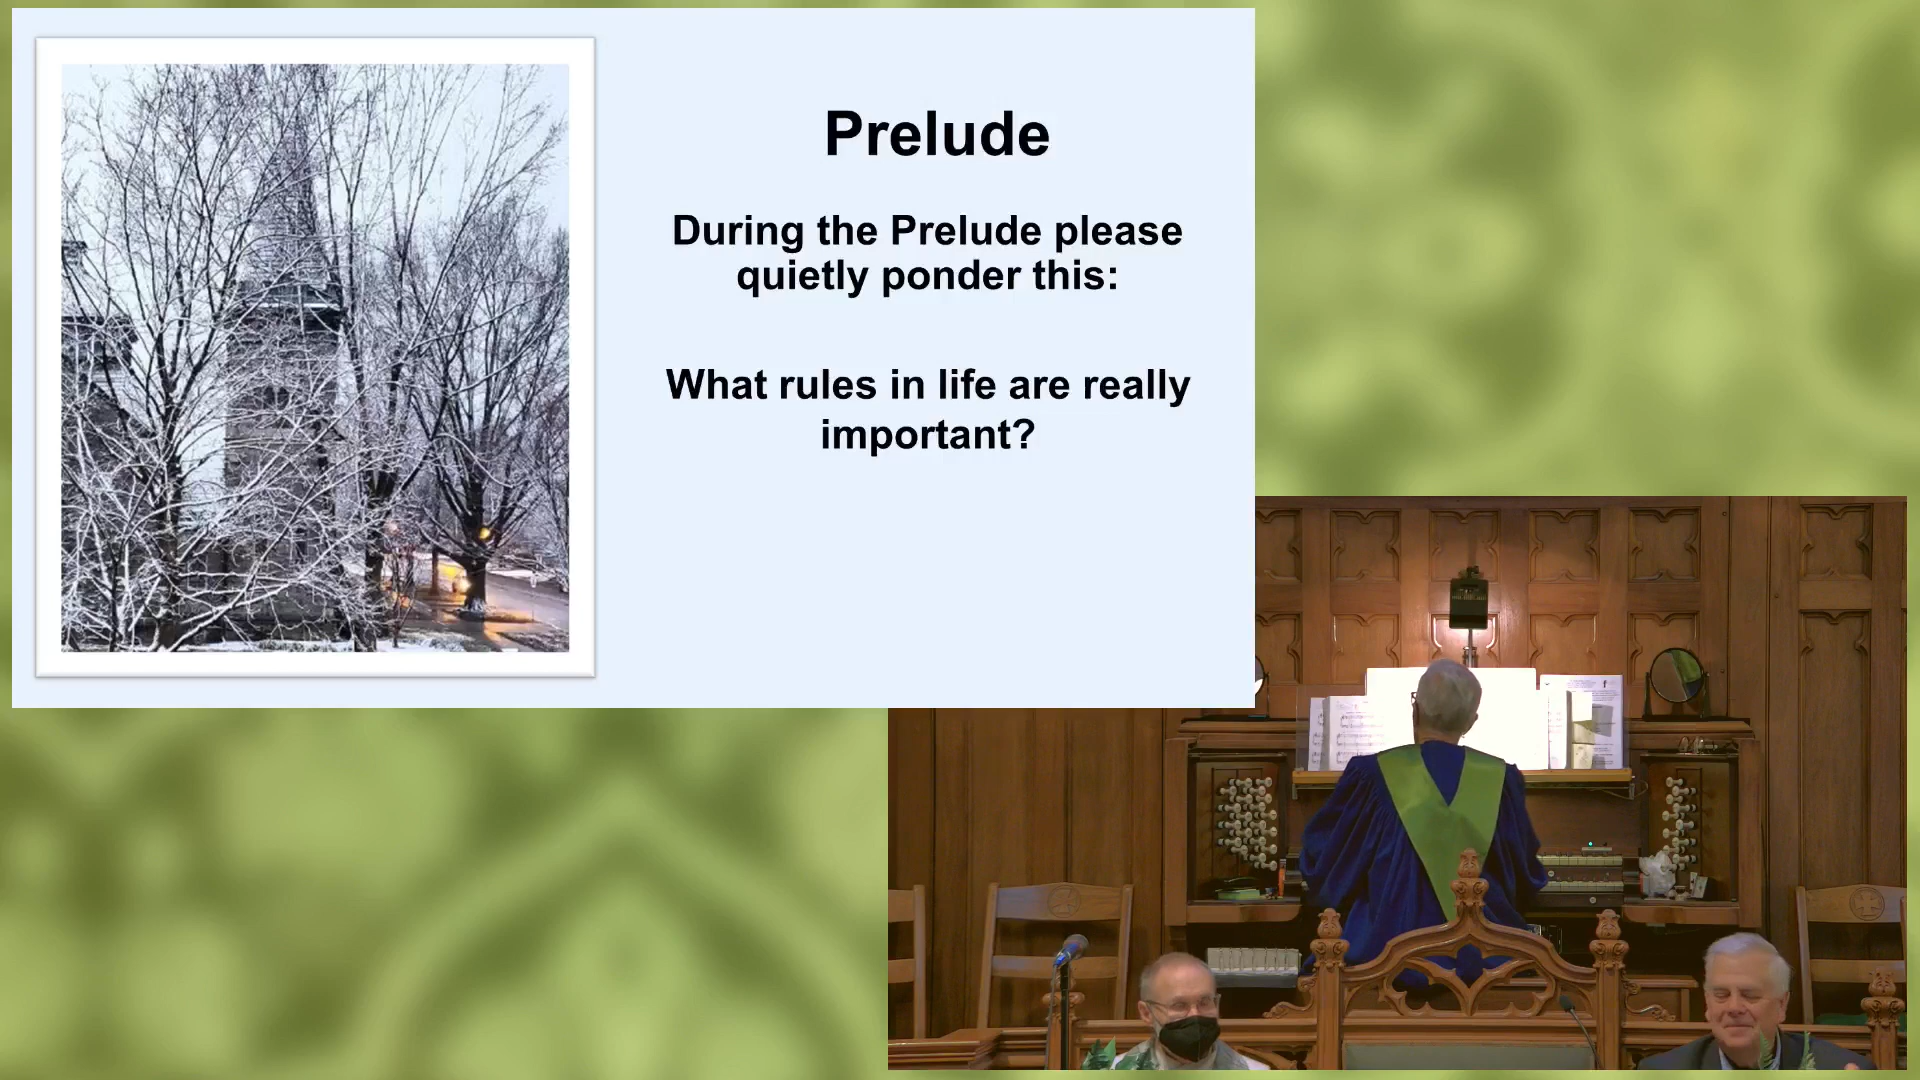 Prelude
During the Prelude please
quietly ponder this:
What rules in life are really
important?